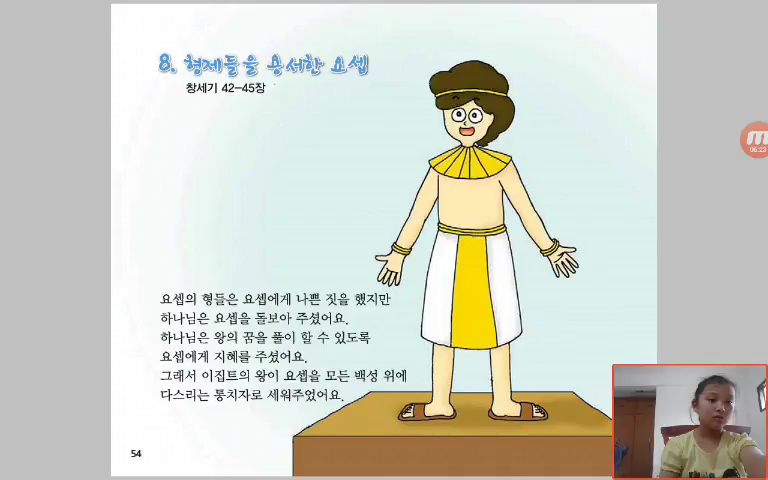 8. 형제들을 용서한 요셉
창세기 42-45장
요셉의 형들은 요셉에게 나쁜 짓을 했지만
하나님은 요셉을 돌보아 주셨어요.
하나님은 왕의 꿈을 풀이 할 수 있도록
요셉에게 지혜를 주셨어요.
그래서 이집트의 왕이 요셉을 모든 백성 위에
다스리는 통치자로 세워주었어요.
54
06:23